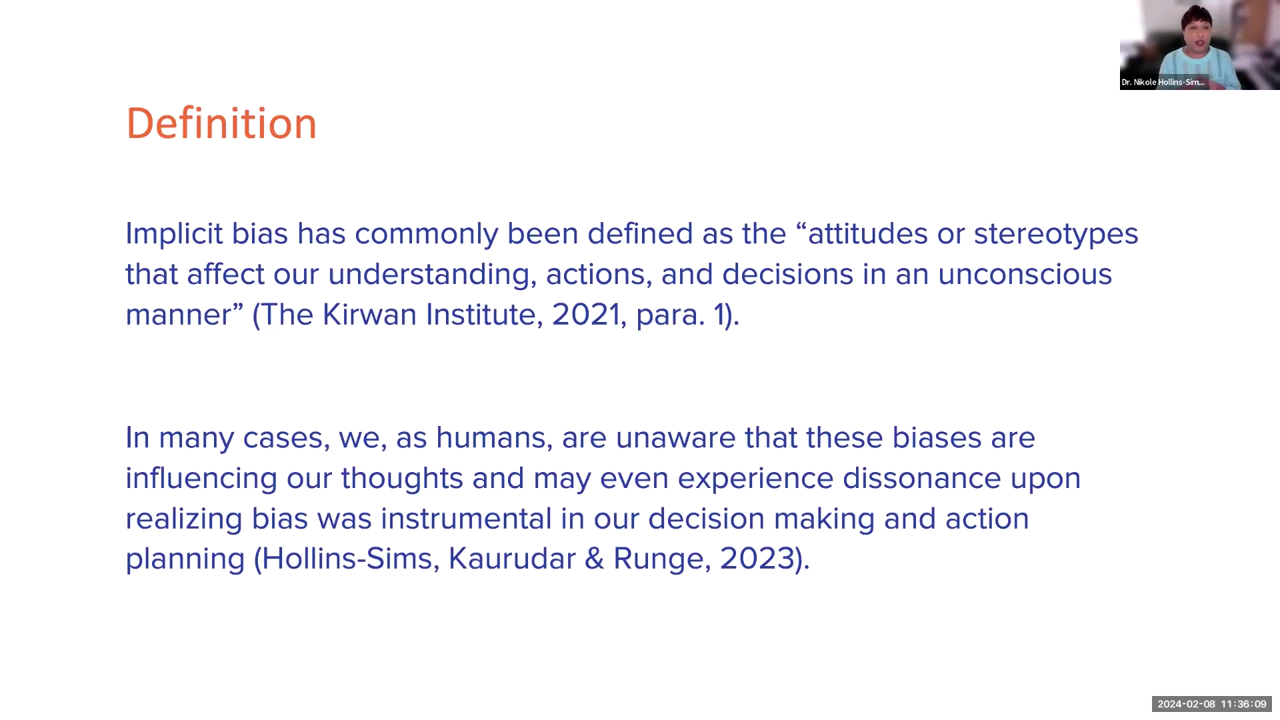 Dr. Nikole Hollins-Sim...
Definition
Implicit bias has commonly been defined as the “attitudes or stereotypes
that affect our understanding, actions, and decisions in an unconscious
manner” (The Kirwan Institute, 2021, para. 1).
In many cases, we, as humans, are unaware that these biases are
influencing our thoughts and may even experience dissonance upon
realizing bias was instrumental in our decision making and action
planning (Hollins-Sims, Kaurudar & Runge, 2023).
2024-02-08 11:36:09